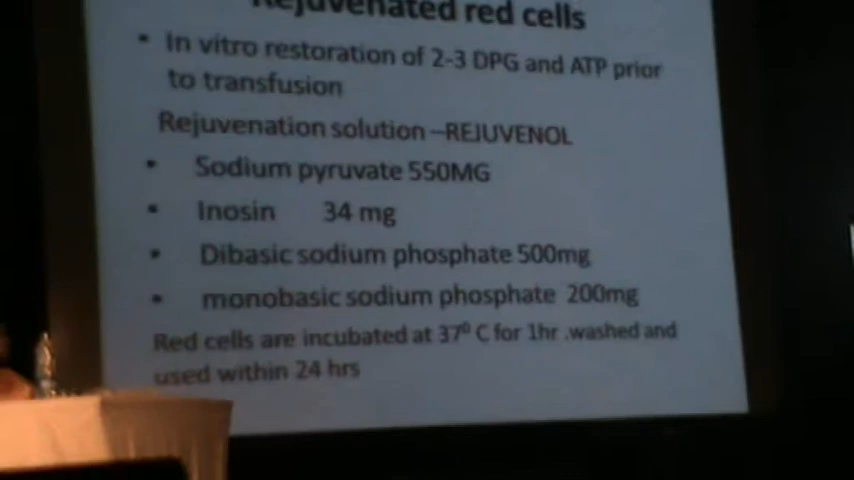 Rejuvenated red cells
• In vitro restoration of 2-3 DPG and ATP prior
to transfusion
Rejuvenation solution –REJUVENOL
• Sodium pyruvate 550MG
• Inosin 34 mg
• Dibasic sodium phosphate 500mg
• monobasic sodium phosphate 200mg
Red cells are incubated at 37⁰ C for 1hr .washed and
used within 24 hrs